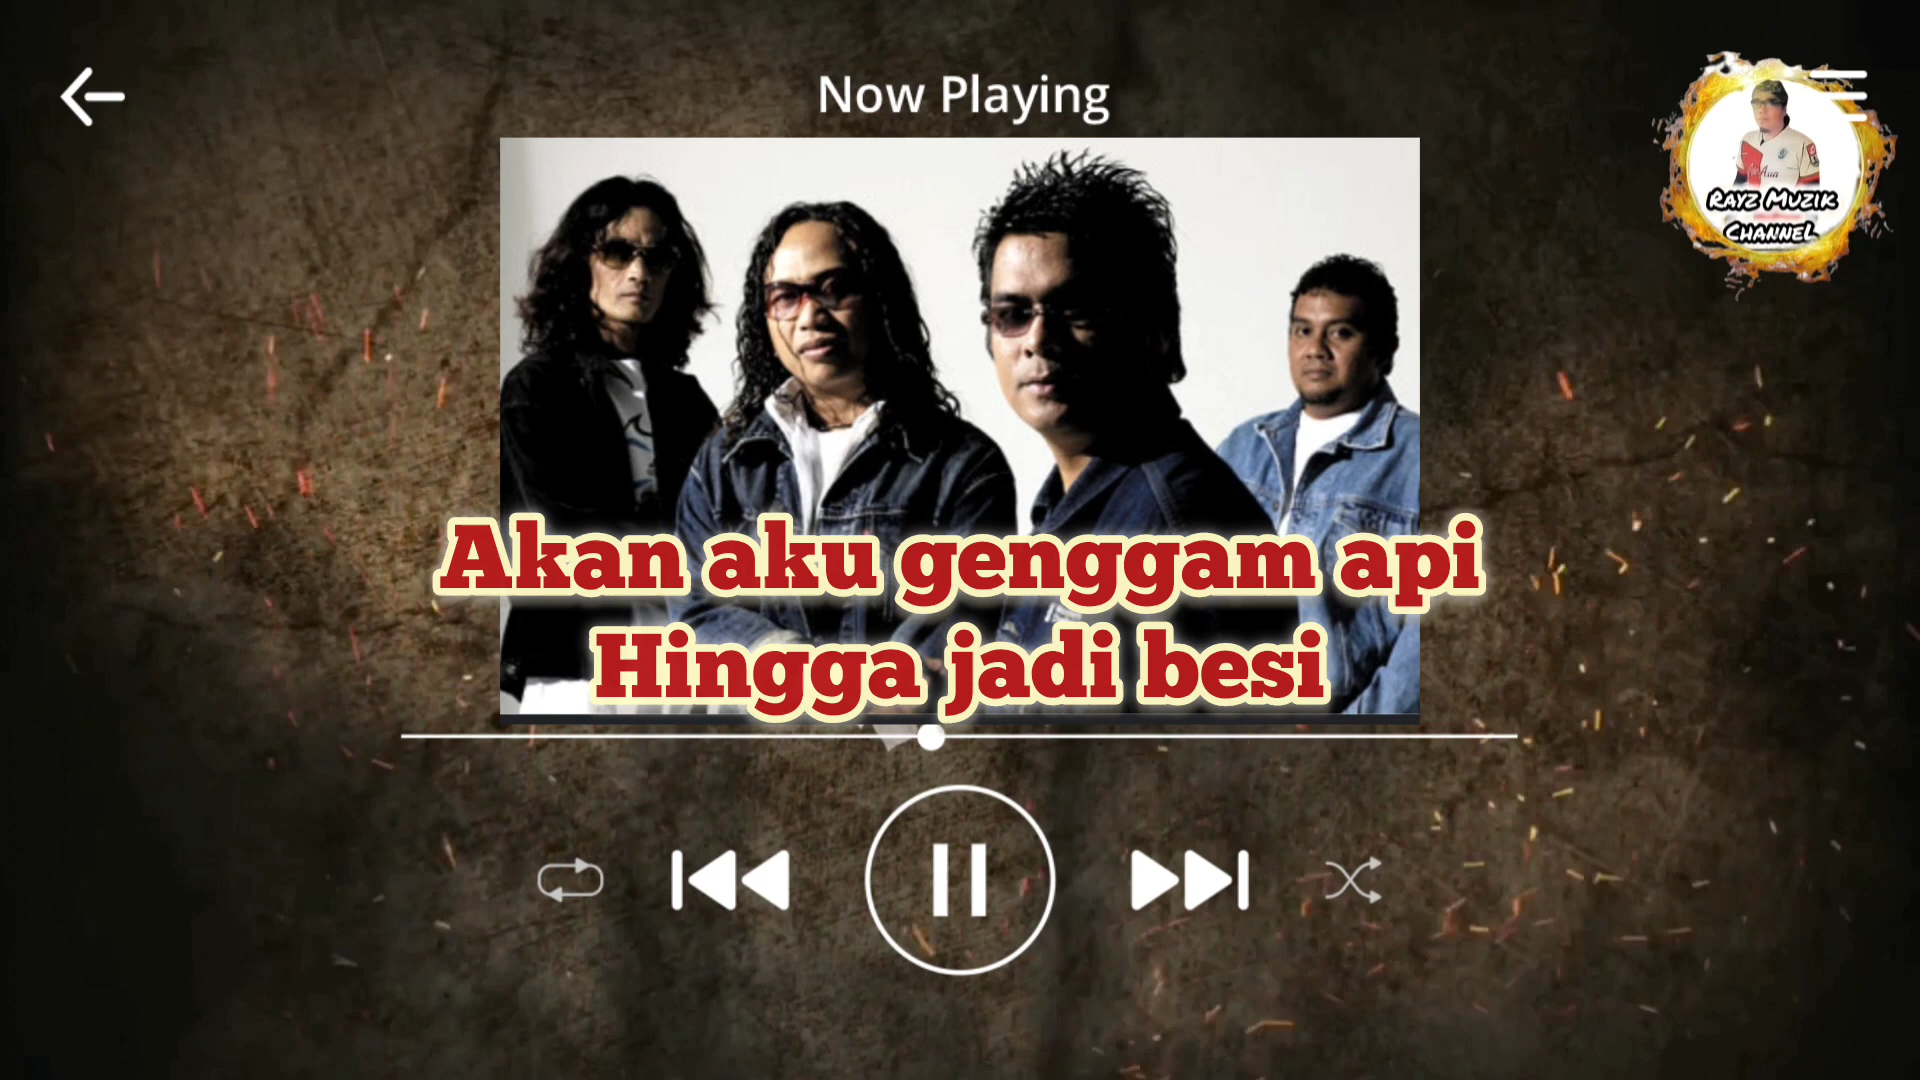 Now Playing
Rayz Muzik
Channel
Akan aku genggam api
Hingga jadi besi